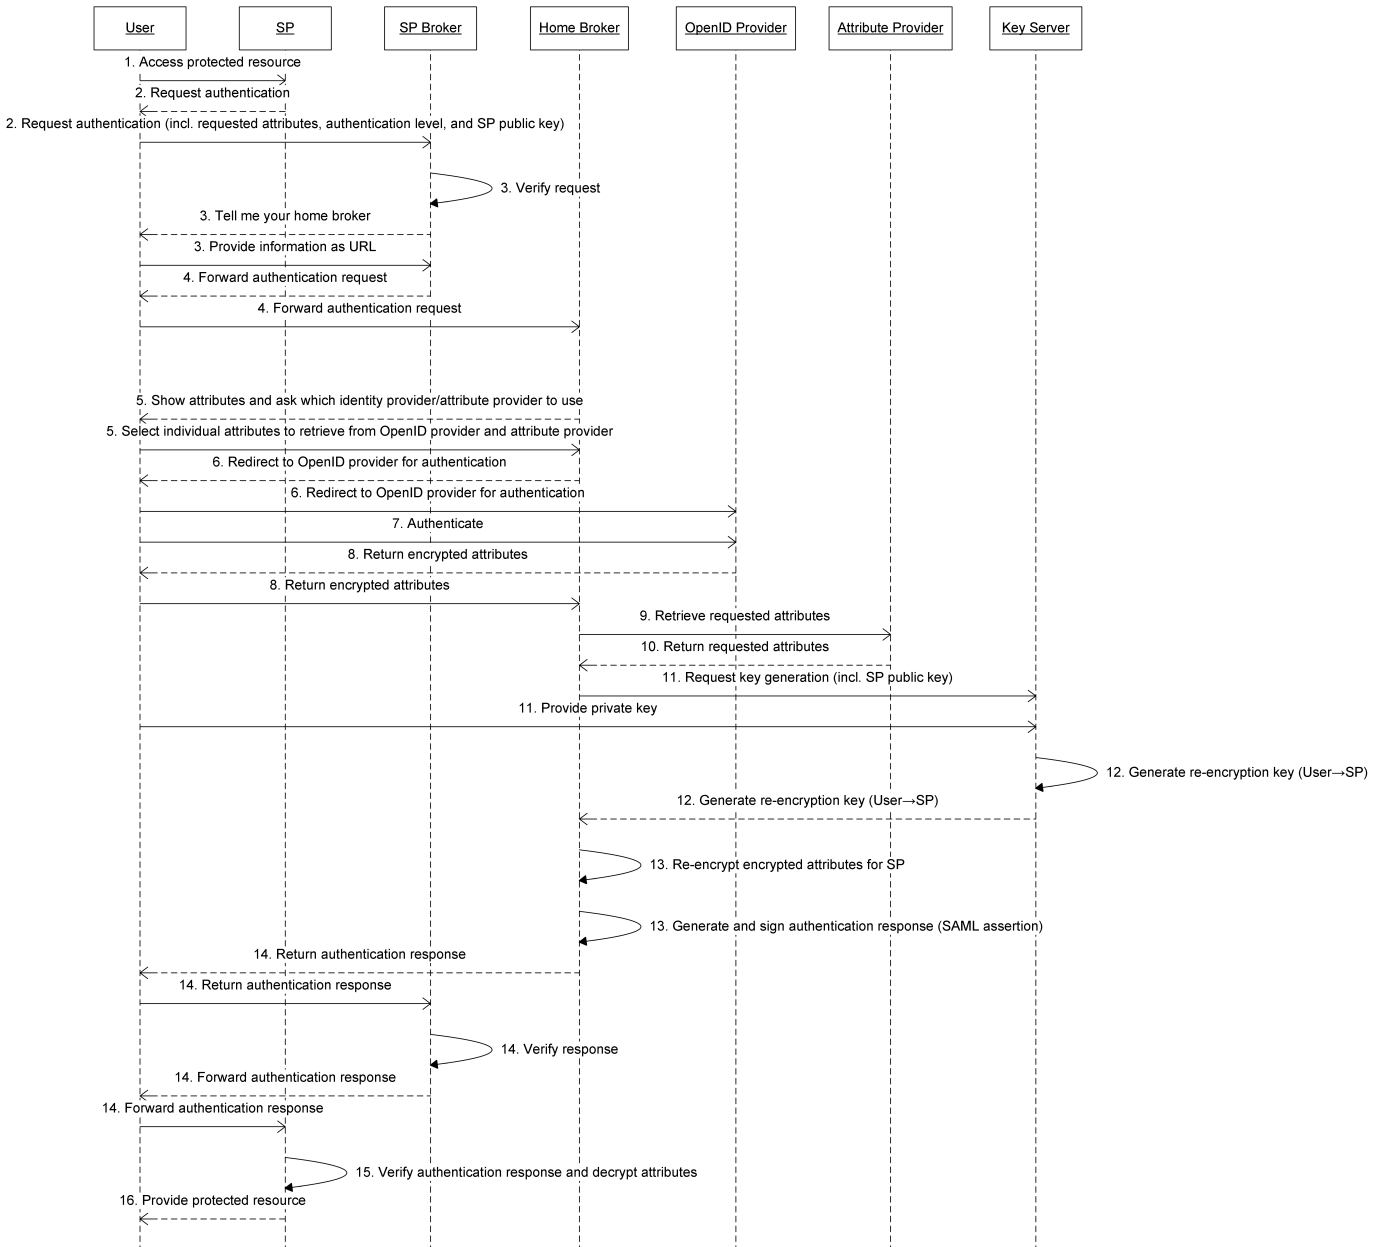 User
SP
SP Broker
Home Broker
OpenID Provider
Attribute Provider
Key Server
1. Access protected resource
2. Request authentication
2. Request authentication (incl. requested attributes, authentication level, and SP public key)
3. Verify request
3. Tell me your home broker
3. Provide information as URL
4. Forward authentication request
4. Forward authentication request
5. Show attributes and ask which identity provider/attribute provider to use
5. Select individual attributes to retrieve from OpenID provider and attribute provider
6. Redirect to OpenID provider for authentication
6. Redirect to OpenID provider for authentication
7. Authenticate
8. Return encrypted attributes
8. Return encrypted attributes
9. Retrieve requested attributes
10. Return requested attributes
11. Request key generation (incl. SP public key)
11. Provide private key
12. Generate re-encryption key (User→SP)
12. Generate re-encryption key (User→SP)
13. Re-encrypt encrypted attributes for SP
13. Generate and sign authentication response (SAML assertion)
14. Return authentication response
14. Return authentication response
14. Verify response
14. Forward authentication response
14. Forward authentication response
15. Verify authentication response and decrypt attributes
16. Provide protected resource